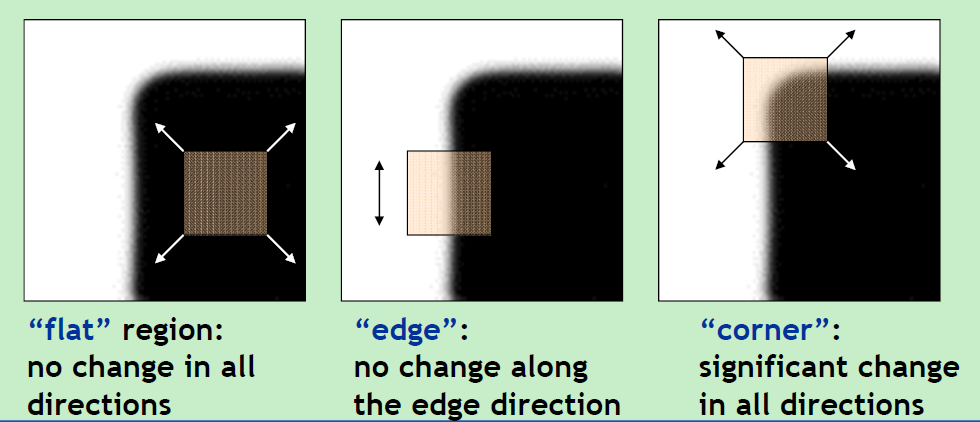 “flat” region:
no change in all
directions
“edge”:
no change along
the edge direction
“corner”:
significant change
in all directions